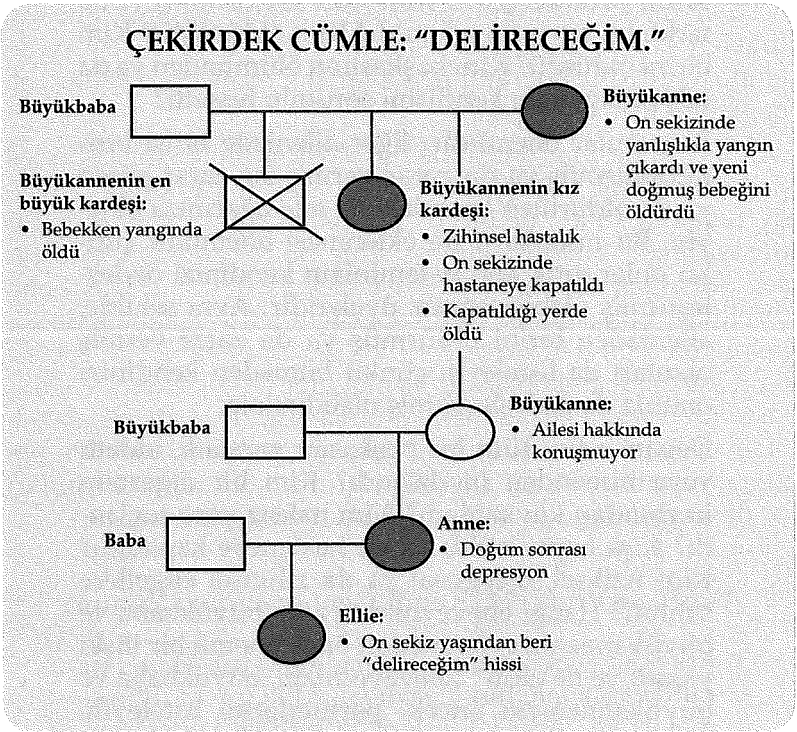 ÇEKİRDEK CÜMLE: “DELİRECEĞİM.”
Büyükbaba
Büyükanne:
• On sekizinde
yanlışlıkla yangın
çıkardı ve yeni
doğmuş bebeğini
öldürdü
Büyükannenin en
büyük kardeşi:
• Bebekken yangında
öldü
Büyükannenin kız
kardeşi:
• Zihinsel hastalık
• On sekizinde
hastaneye kapatıldı
• Kapatıldığı yerde
öldü
Büyükbaba
Büyükanne:
• Ailesi hakkında
konuşmuyor
Baba
Anne:
• Doğum sonrası
depresyon
Ellie:
• On sekiz yaşından beri
“delireceğim” hissi